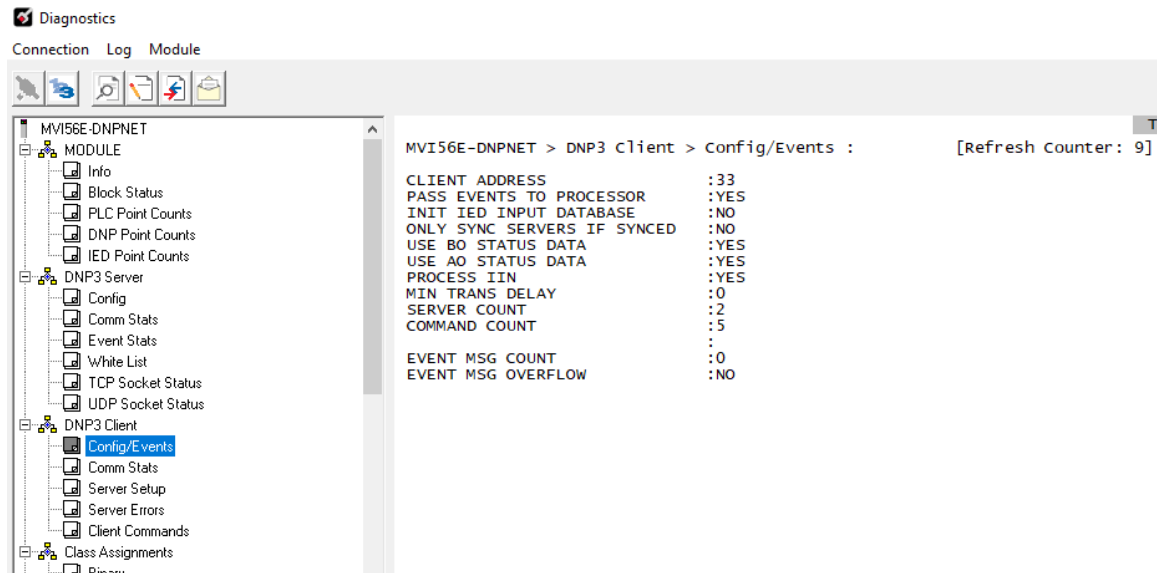 Diagnostics
Connection Log Module
MVI56E-DNPNET
MODULE
Info
Block Status
PLC Point Counts
DNP Point Counts
IED Point Counts
DNP3 Server
Config
Comm Stats
Event Stats
White List
TCP Socket Status
UDP Socket Status
DNP3 Client
Config/Events
Comm Stats
Server Setup
Server Errors
Client Commands
Class Assignments
Binary
T
MVI56E-DNPNET > DNP3 Client > Config/Events : [Refresh Counter: 9]
CLIENT ADDRESS :33
PASS EVENTS TO PROCESSOR :YES
INIT IED INPUT DATABASE :NO
ONLY SYNC SERVERS IF SYNCED :NO
USE BO STATUS DATA :YES
USE AO STATUS DATA :YES
PROCESS IIN :YES
MIN TRANS DELAY :0
SERVER COUNT :2
COMMAND COUNT :5
:
EVENT MSG COUNT :0
EVENT MSG OVERFLOW :NO